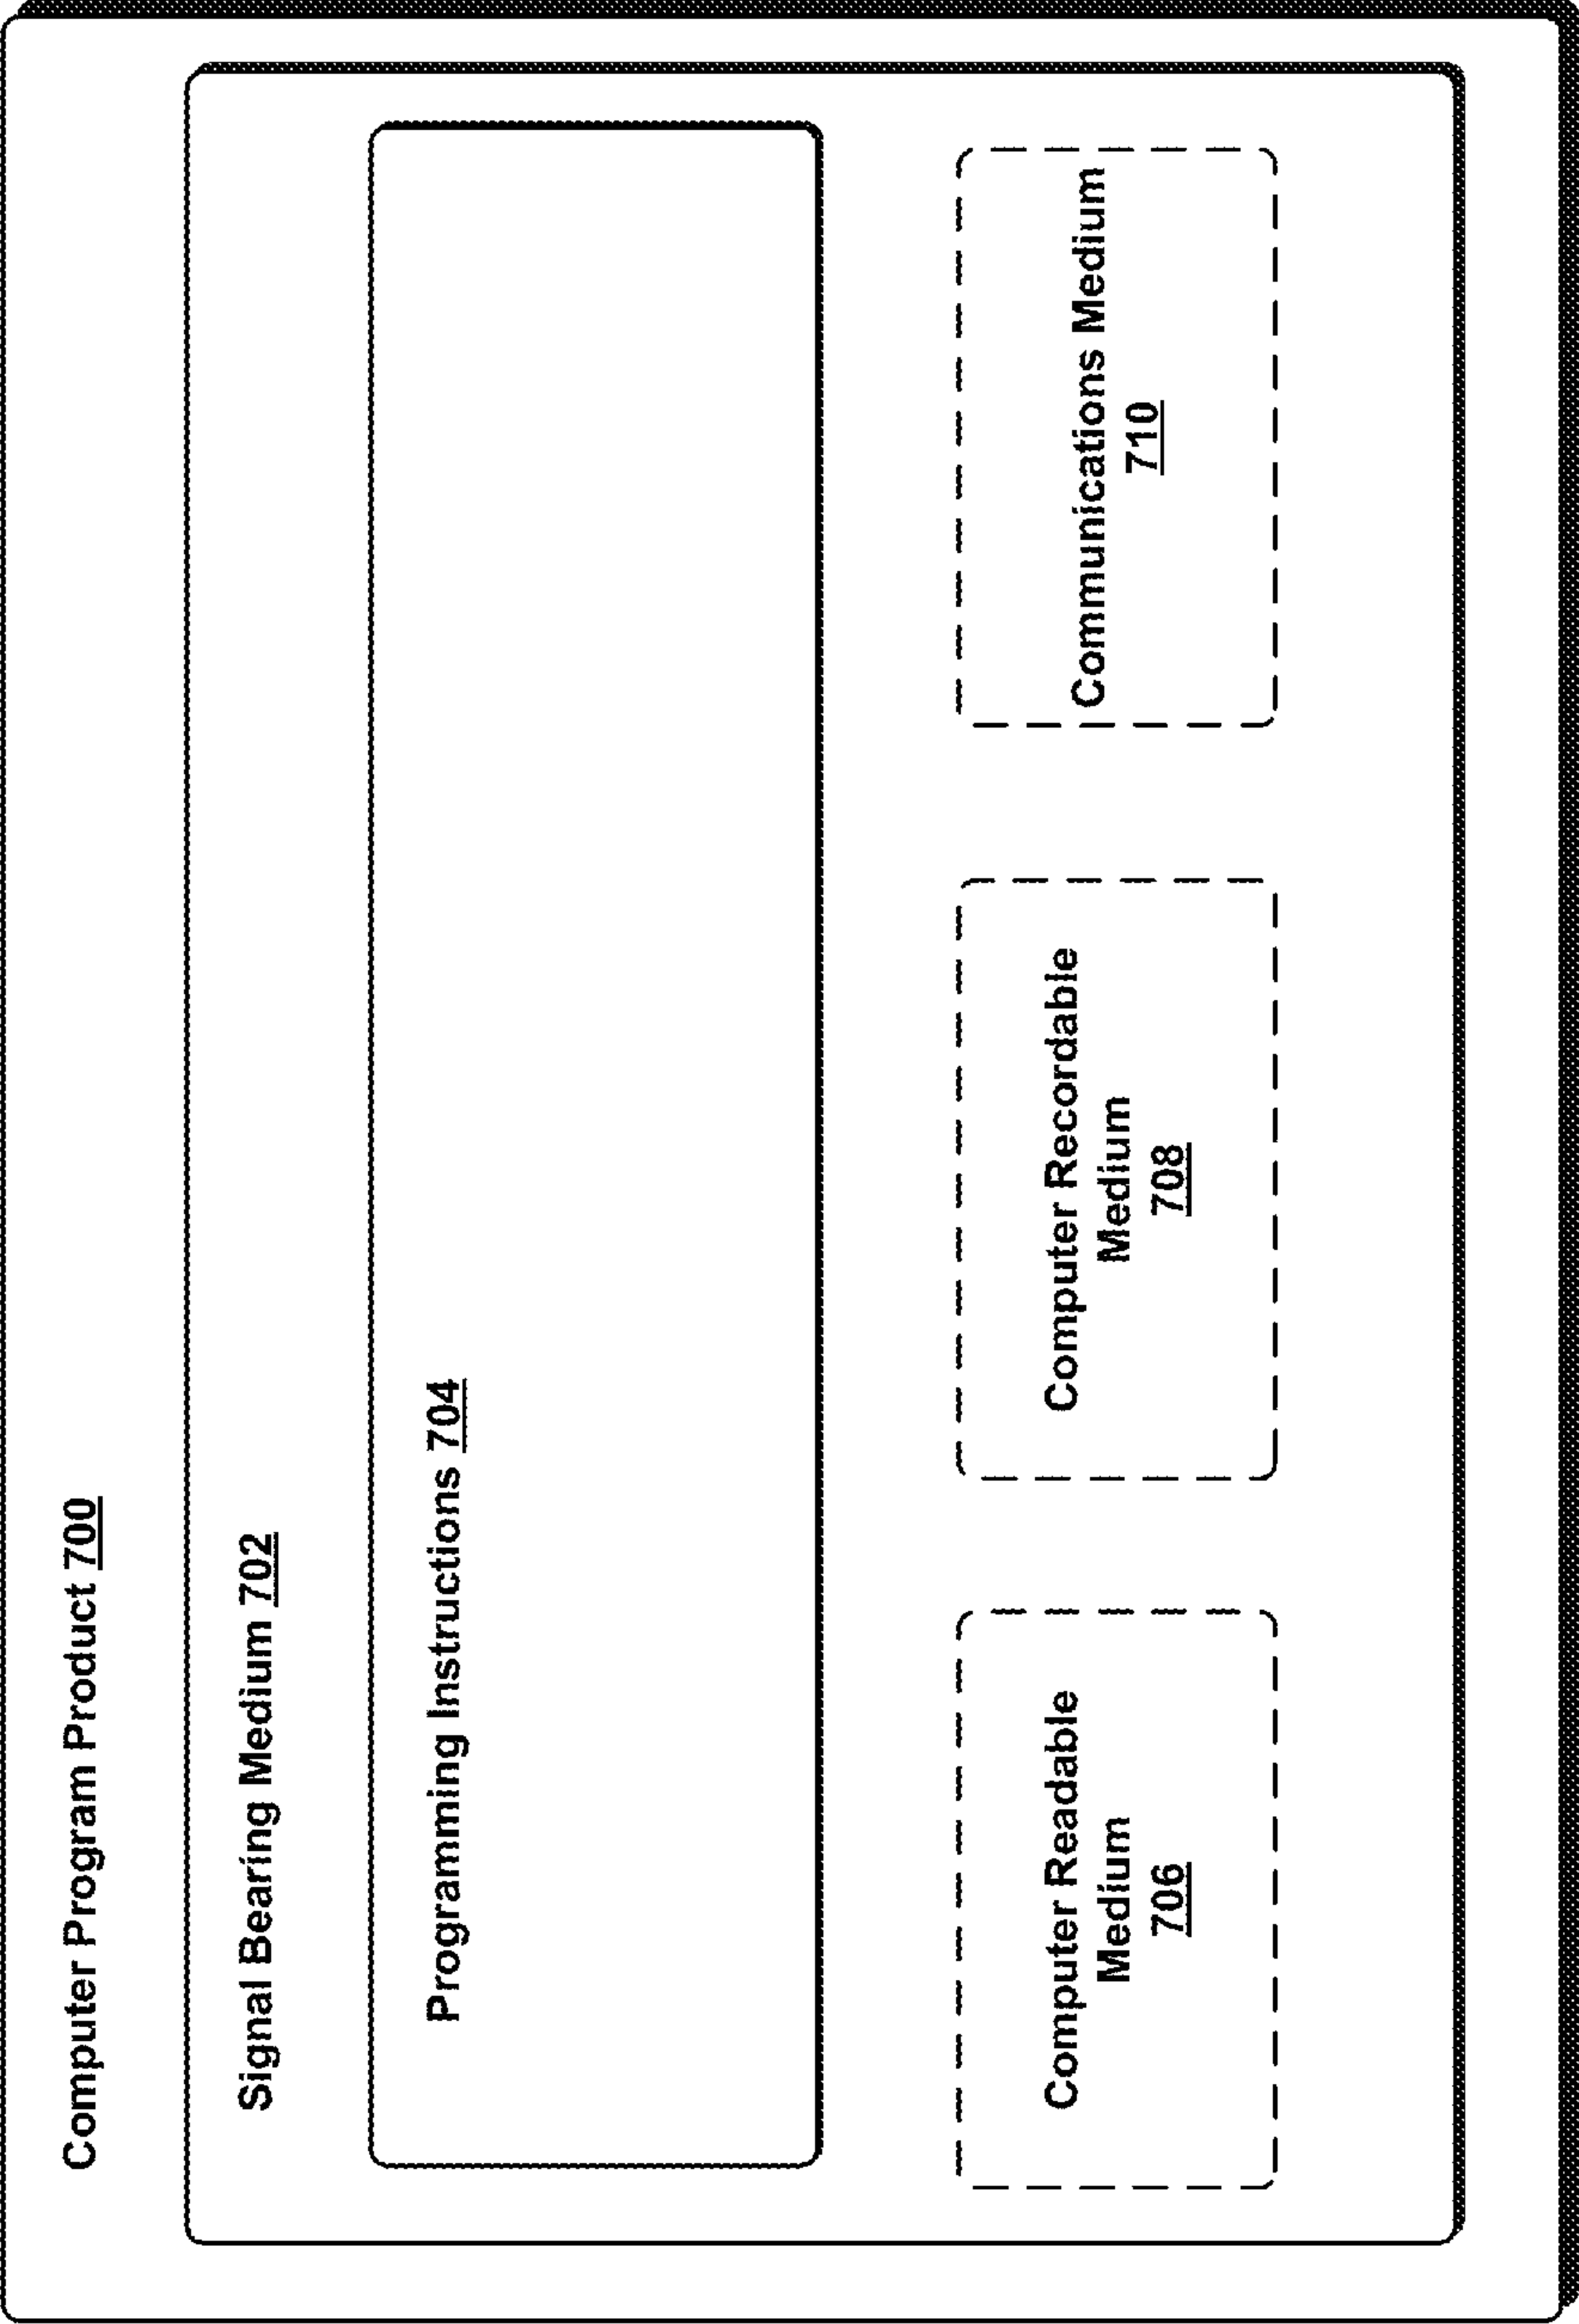 Computer Program Product 700
Signal Bearing Medium 702
Programming Instructions 704
Computer Readable
Medium
706
Computer Recordable
Medium
708
Communications Medium
710